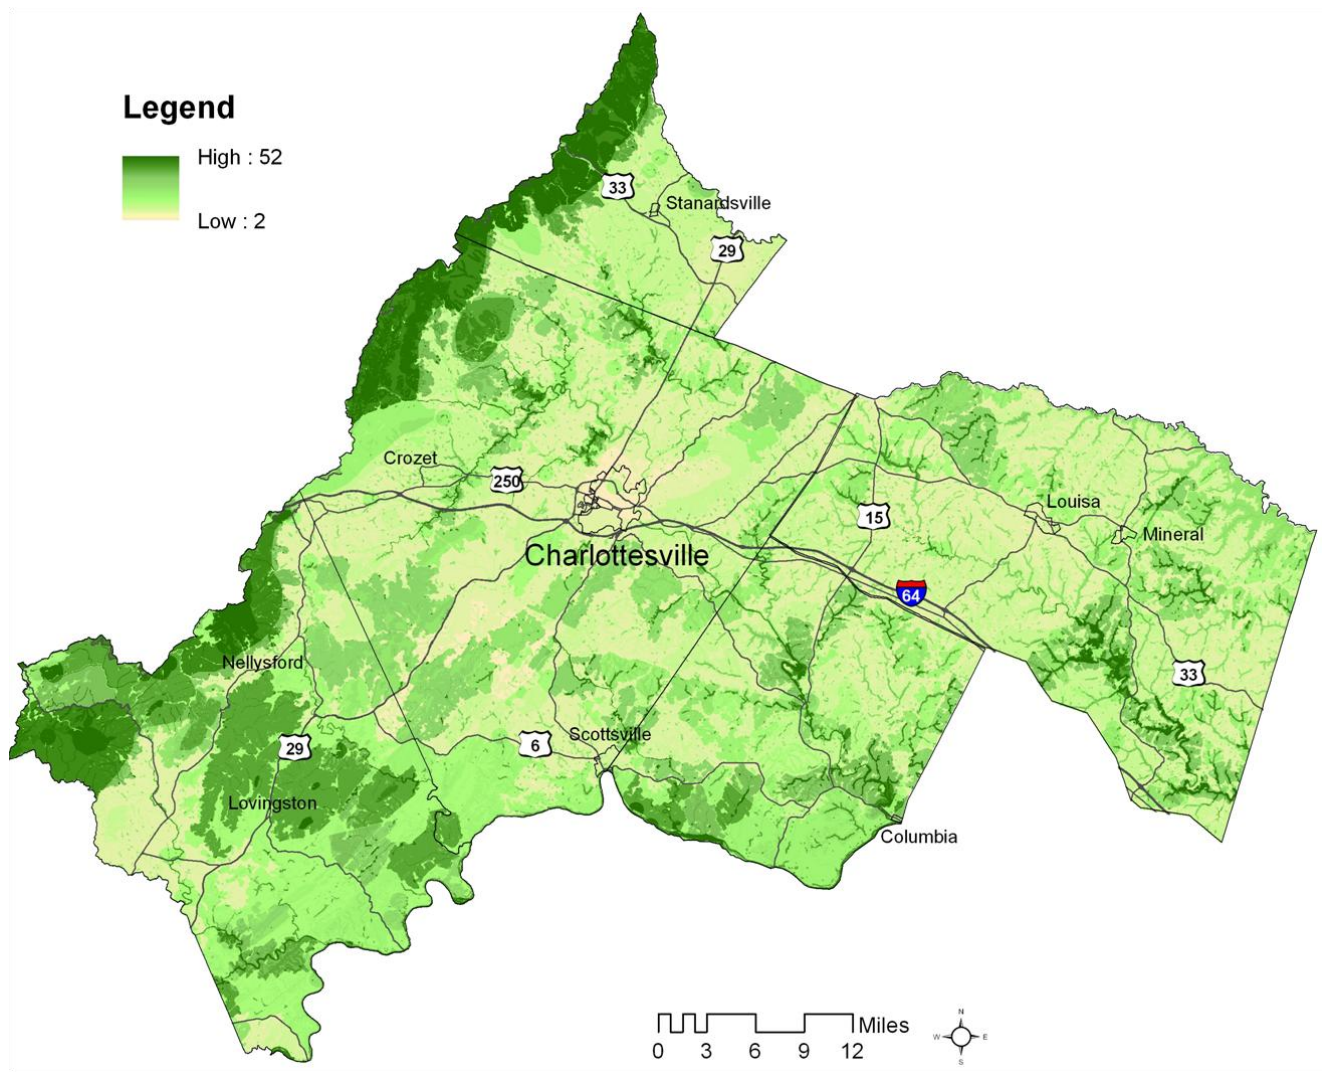 Legend
High : 52
Low : 2
33
Stanardsville
29
Crozet
250
Louisa
15
Mineral
Charlottesville
64
Nellysford
33
Scottsville
6
29
Lovingston
Columbia
N
W E
S
Miles
0 3 6 9 12